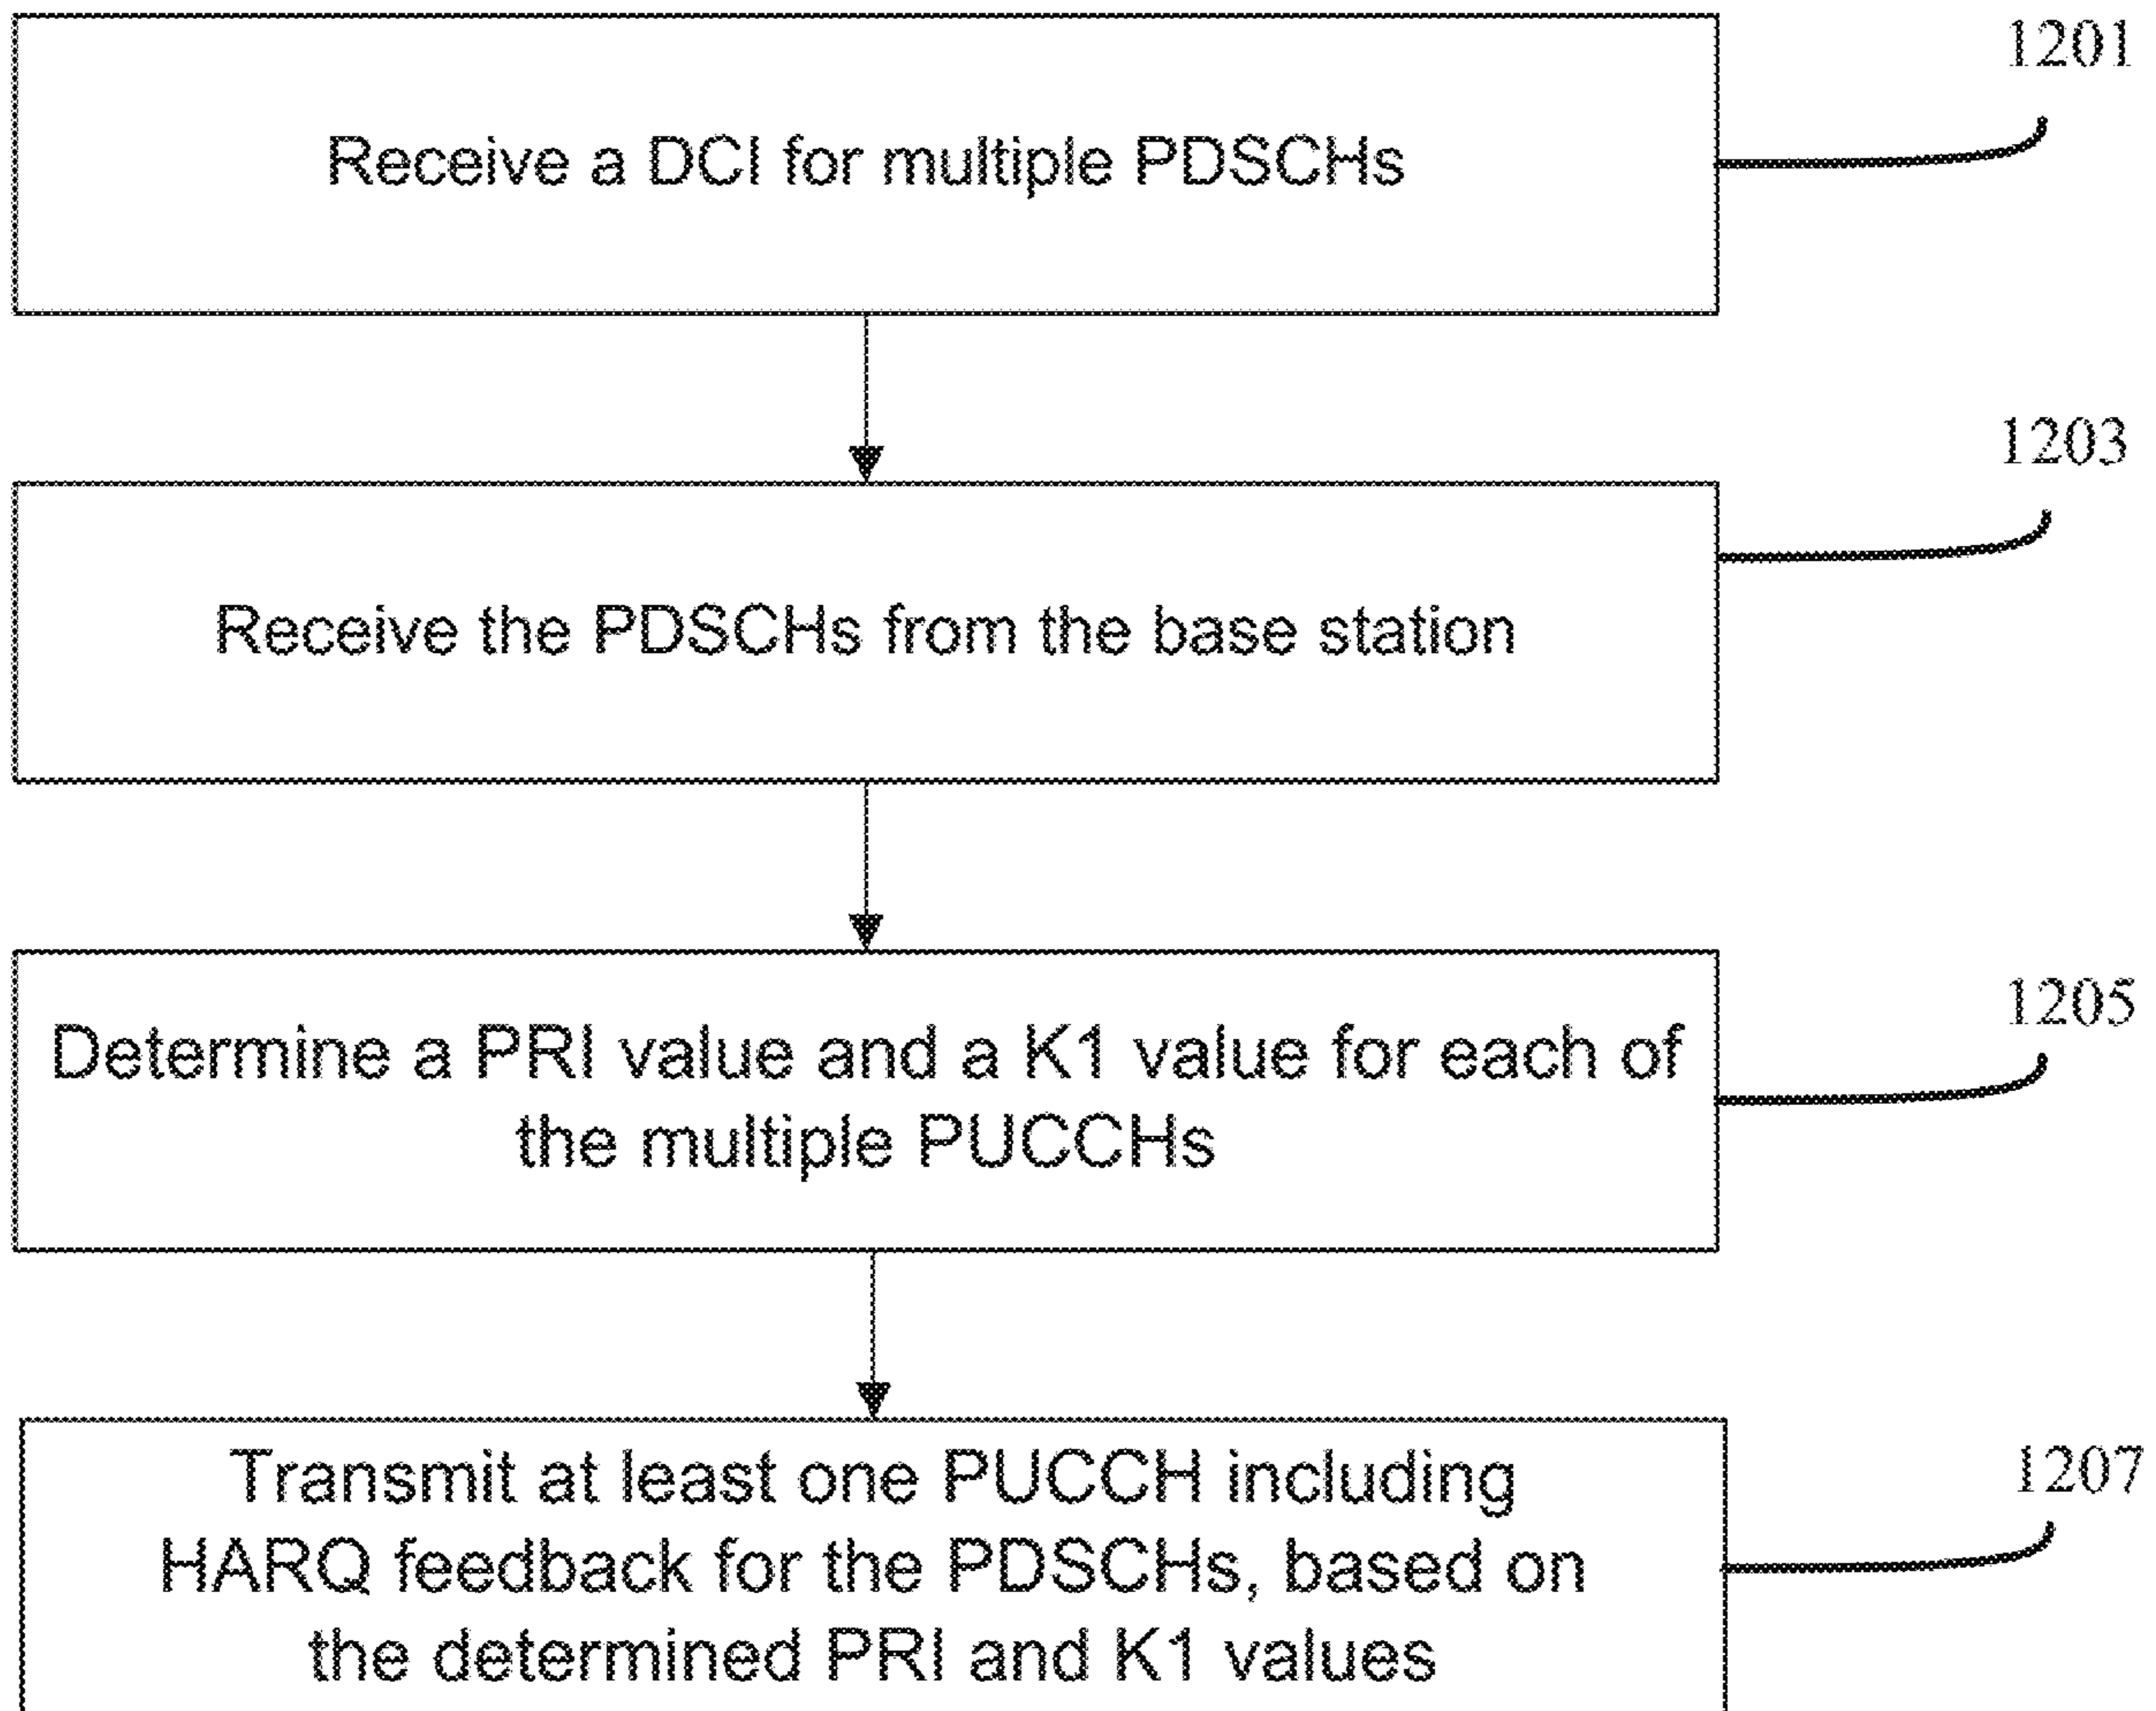 1201
Receive a DCI for multiple PDSCHs
1203
Receive the PDSCHs from the base station
1205
Determine a PRI value and a K1 value for each of
the multiple PUCCHs
1207
Transmit at least one PUCCH including
HARQ feedback for the PDSCHs, based on
the determined PRI and K1 values